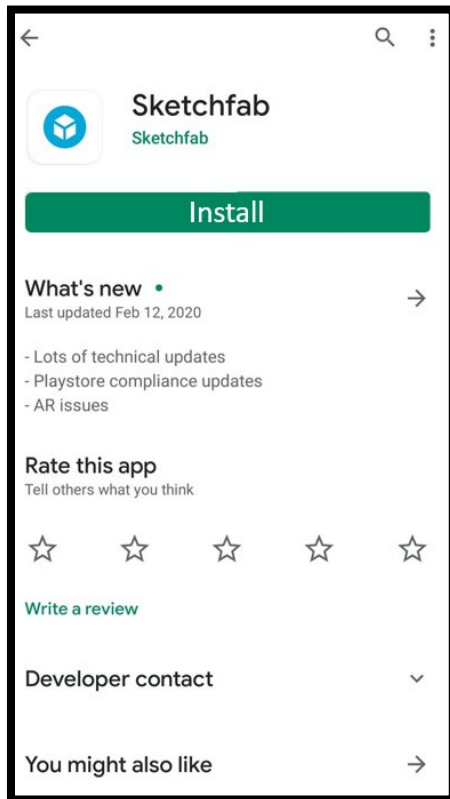 Sketchfab
Sketchfab
Install
What's new •
Last updated Feb 12, 2020
- Lots of technical updates
- Playstore compliance updates
- AR issues
Rate this app
Tell others what you think
Write a review
Developer contact
You might also like